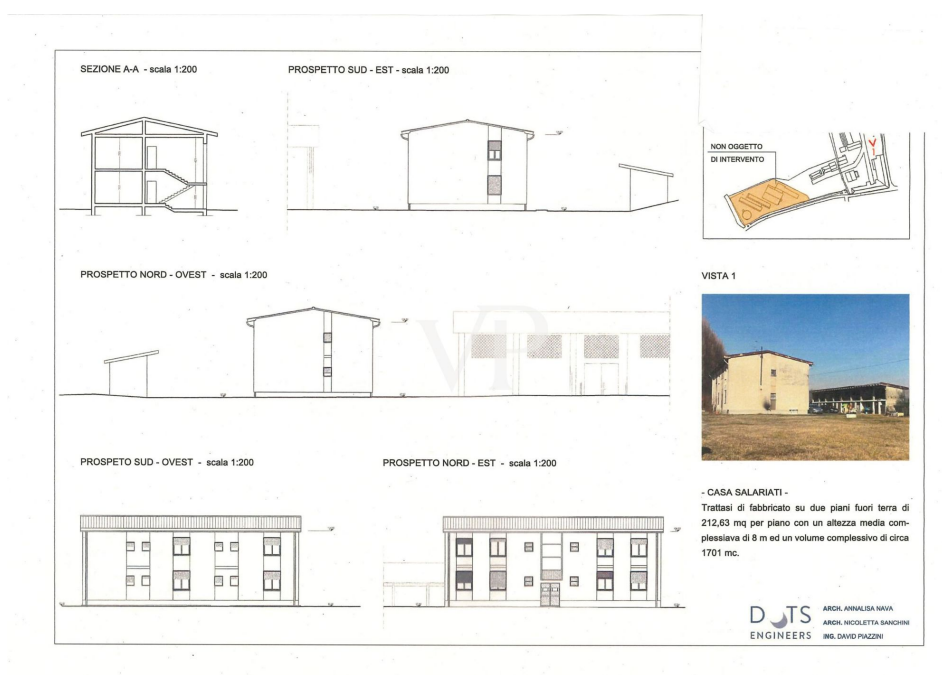 SEZIONE A-A - scala 1:200
PROSPETTO SUD - EST - scala 1:200
NON OGGETTO
DI INTERVENTO
V
PROSPETTO NORD - OVEST - scala 1:200
VISTA 1
VP
PROSPETO SUD - OVEST - scala 1:200
PROSPETTO NORD - EST - scala 1:200
- CASA SALARIATI -
Trattasi di fabbricato su due piani fuori terra di
212,63 mq per piano con un altezza media com-
plessiava di 8 m ed un volume complessivo di circa
1701 mc.
DOTS
ENGINEERS
ARCH. ANNALISA NAVA
ARCH. NICOLETTA SANCHINI
ING. DAVID PIAZZINI